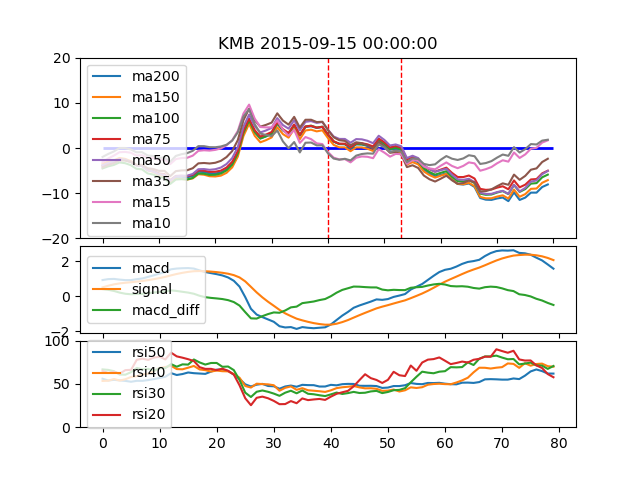 KMB 2015-09-15 00:00:00
20
10
0
−10
−20
ma200
ma150
ma100
ma75
ma50
ma35
ma15
ma10
2
0
−2
macd
signal
macd_diff
100
50
0
rsi50
rsi40
rsi30
rsi20
0 10 20 30 40 50 60 70 80